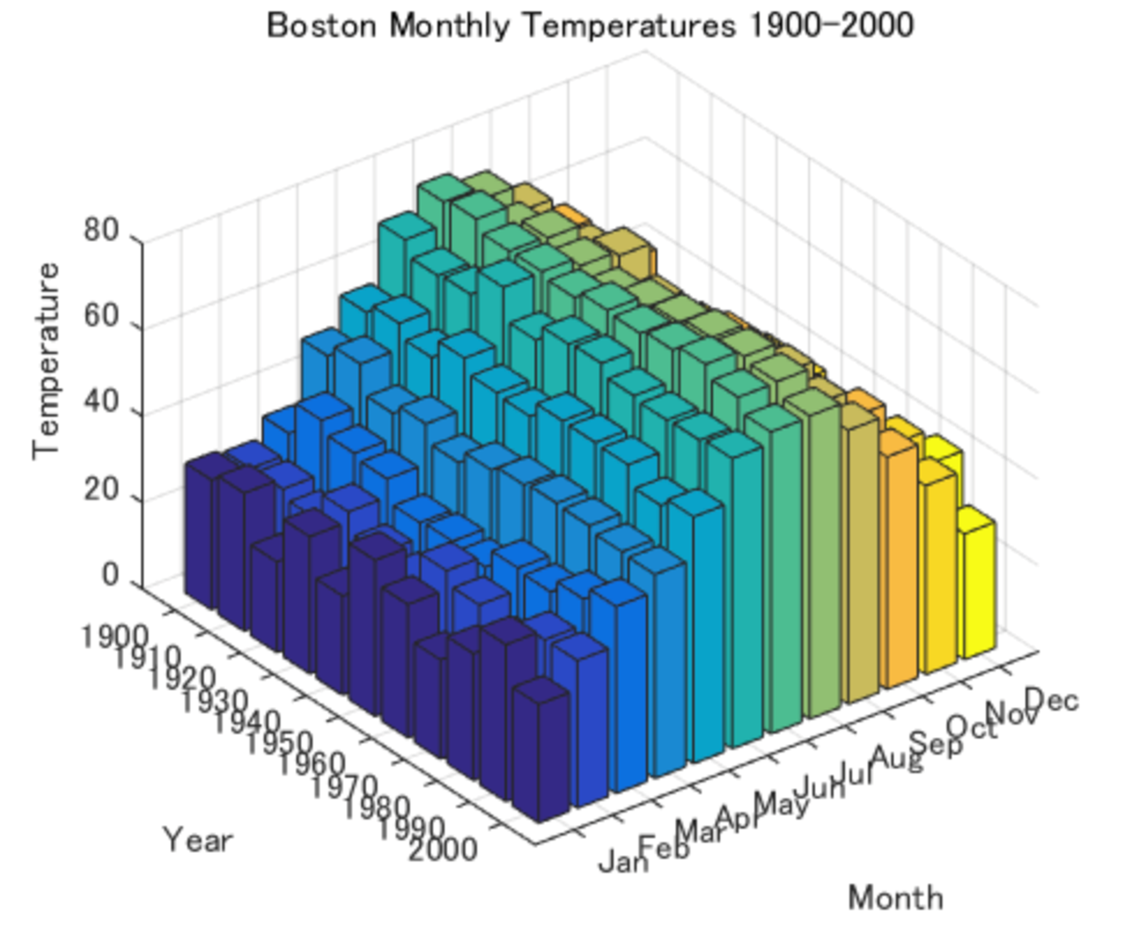 Boston Monthly Temperatures 1900-2000
Temperature
80
60
40
20
0
1900
1910
1920
1930
1940
1950
1960
1970
1980
1990
2000
Year
Jan
Feb
Mar
Apr
May
Jun
Jul
Aug
Sep
Oct
Nov
Dec
Month